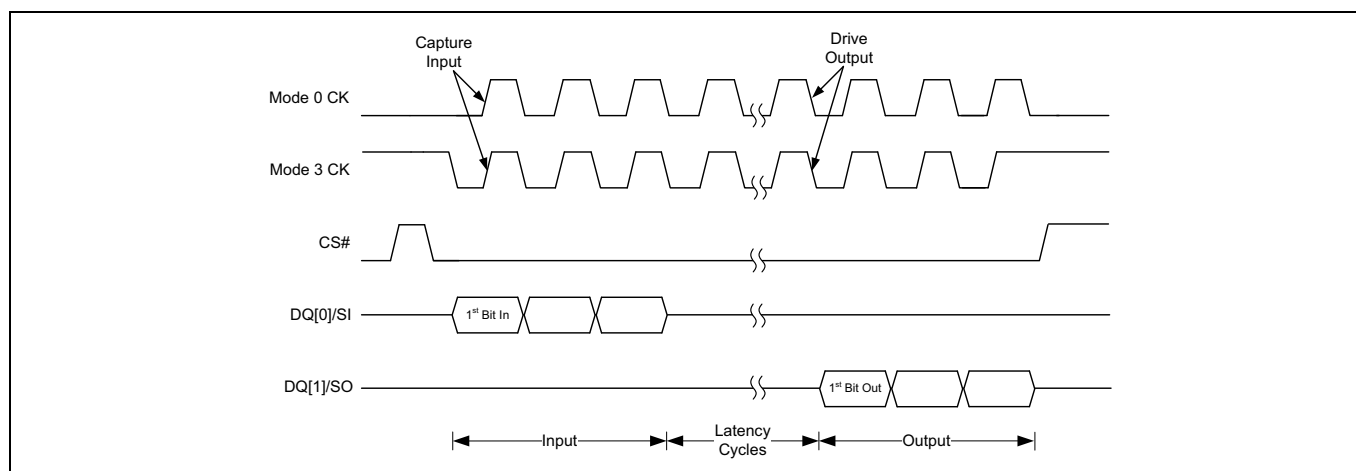 Capture
Input
Drive
Output
Mode 0 CK
Mode 3 CK
CS#
DQ[0]/SI
1st Bit In
DQ[1]/SO
1st Bit Out
Input
Latency
Cycles
Output